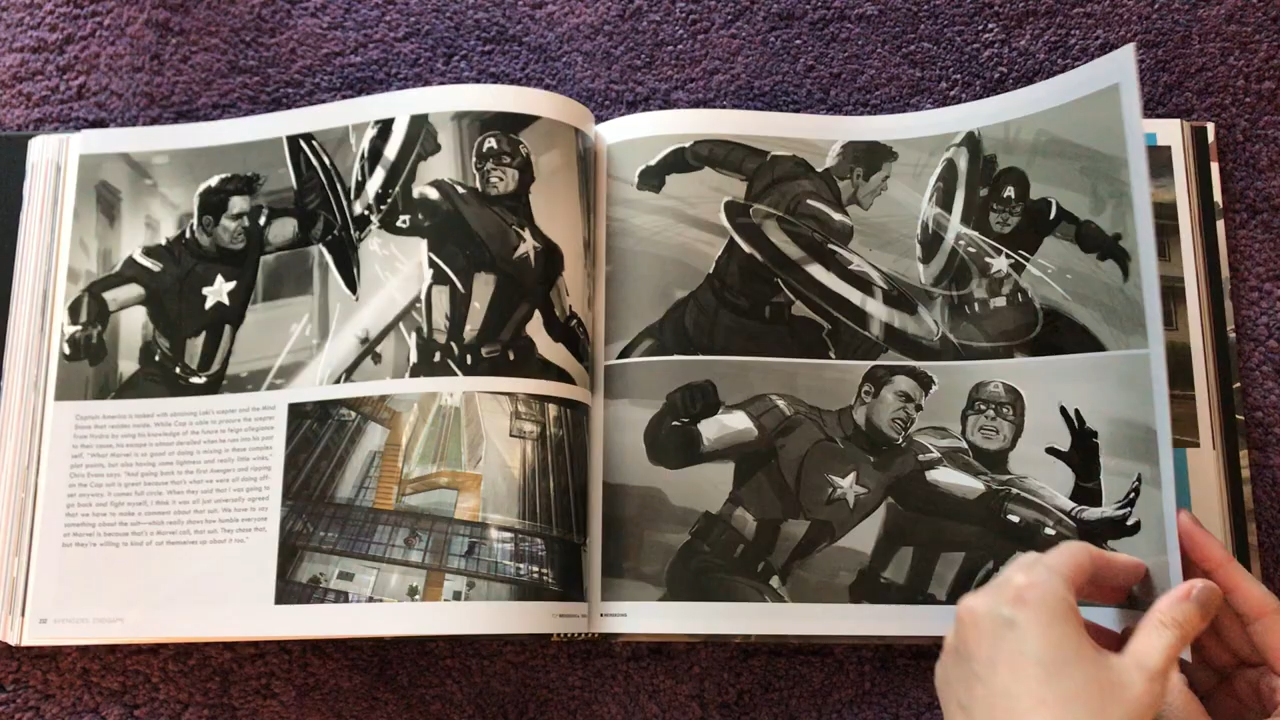 Captain America is tasked with obtaining Loki's scepter and the Mind
Stone that resides inside. While Cap is able to procure the scepter
from Hydra by using his knowledge of the future to feign allegiance
to their cause, his escape is almost derailed when he runs into his past
self. "What Marvel is so good at doing is mixing in these complex
plot points, but also having some lightness and really little winks,"
Chris Evans says. "And going back to the first Avengers and ripping
on the Cap suit is great because that's what we were all doing off-
set anyway. It comes full circle. When they said that I was going to
go back and fight myself, I think it was all just universally agreed
that we have to make a comment about that suit. We have to say
something about the suit—which really shows how humble everyone
at Marvel is because that's a Marvel call, that suit. They chose that,
but they're willing to kind of cut themselves up about it too."
AVENGERS: ENDGAME
A
A
A